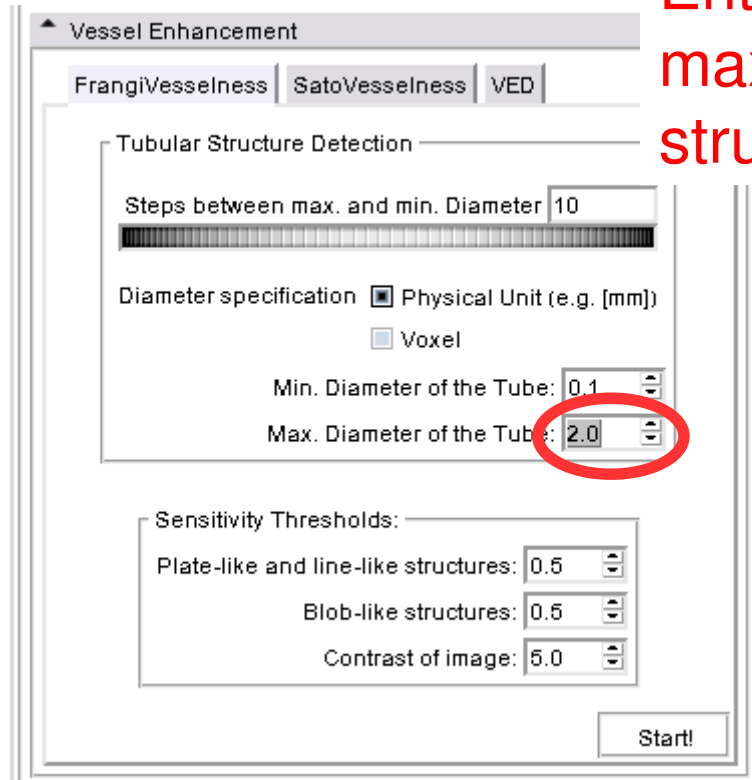 Vessel Enhancement
FrangiVesselness SatoVesselness VED
Tubular Structure Detection
Steps between max. and min. Diameter 10
Diameter specification Physical Unit (e.g. [mm])
Voxel
Min. Diameter of the Tube: 0.1
Max. Diameter of the Tube: 2.0
Sensitivity Thresholds:
Plate-like and line-like structures: 0.5
Blob-like structures: 0.5
Contrast of image: 5.0
Start!